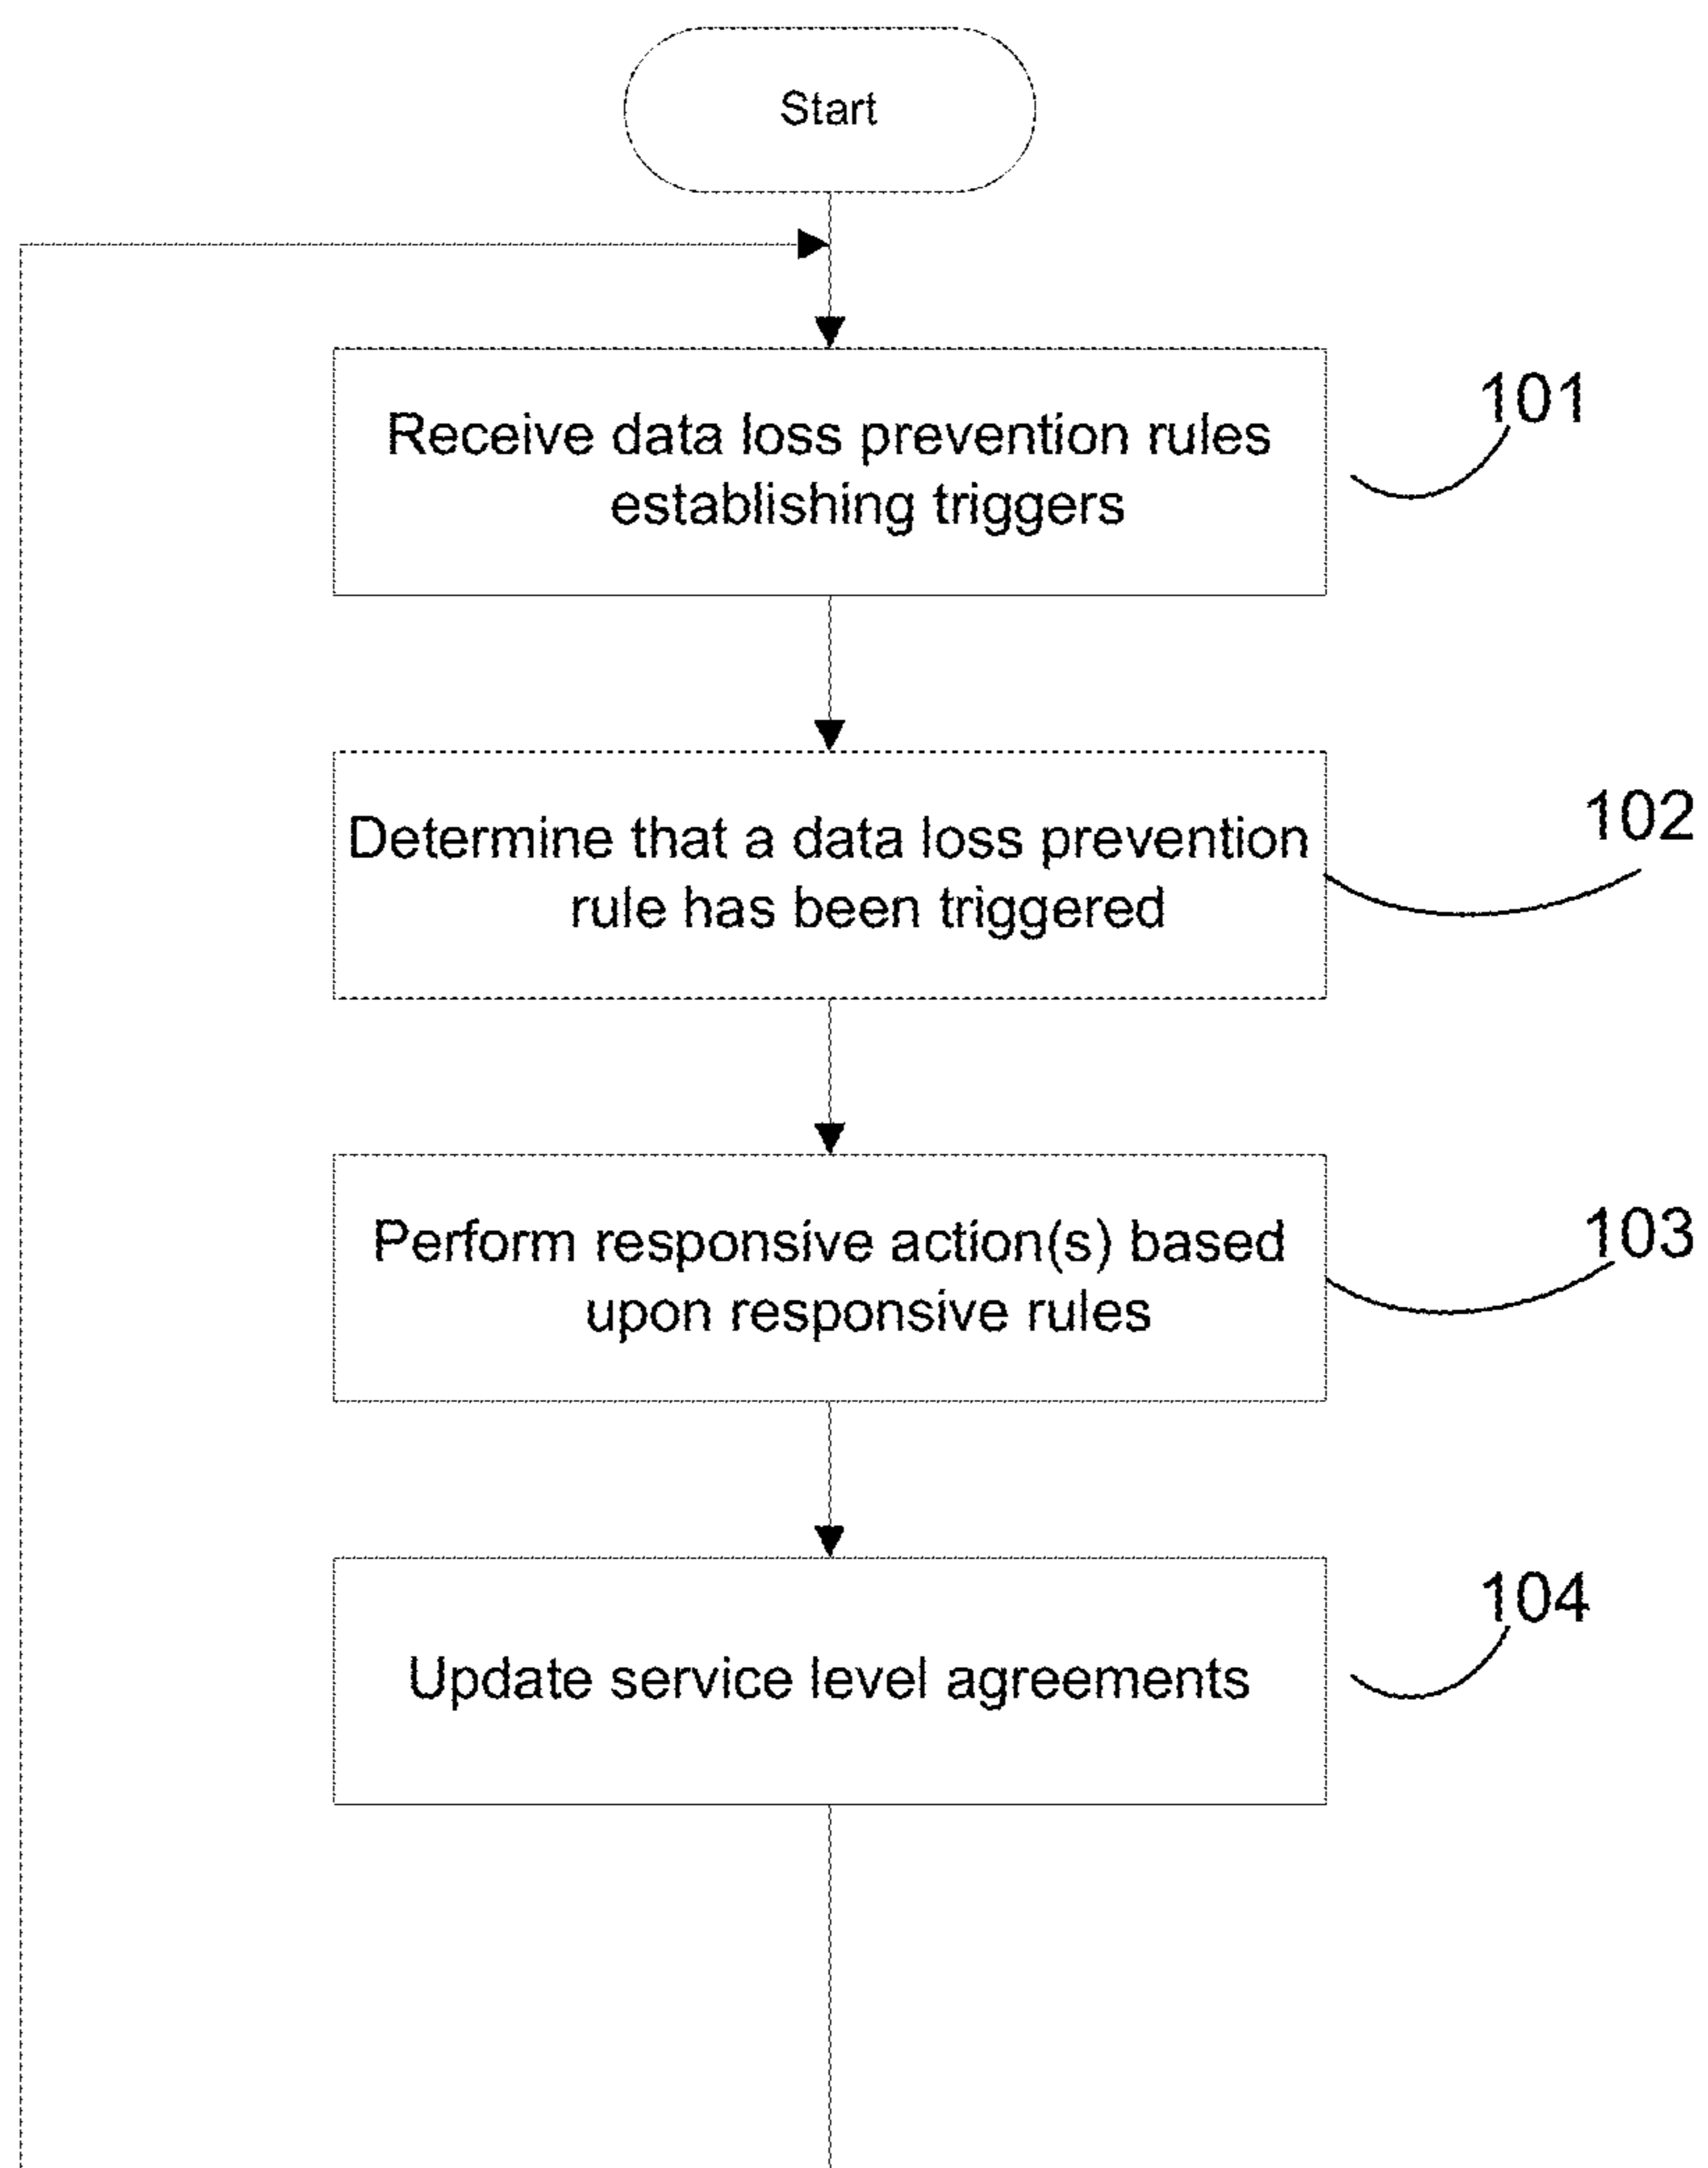 Start
Receive data loss prevention rules
establishing triggers
101
Determine that a data loss prevention
rule has been triggered
102
Perform responsive action(s) based
upon responsive rules
103
Update service level agreements
104